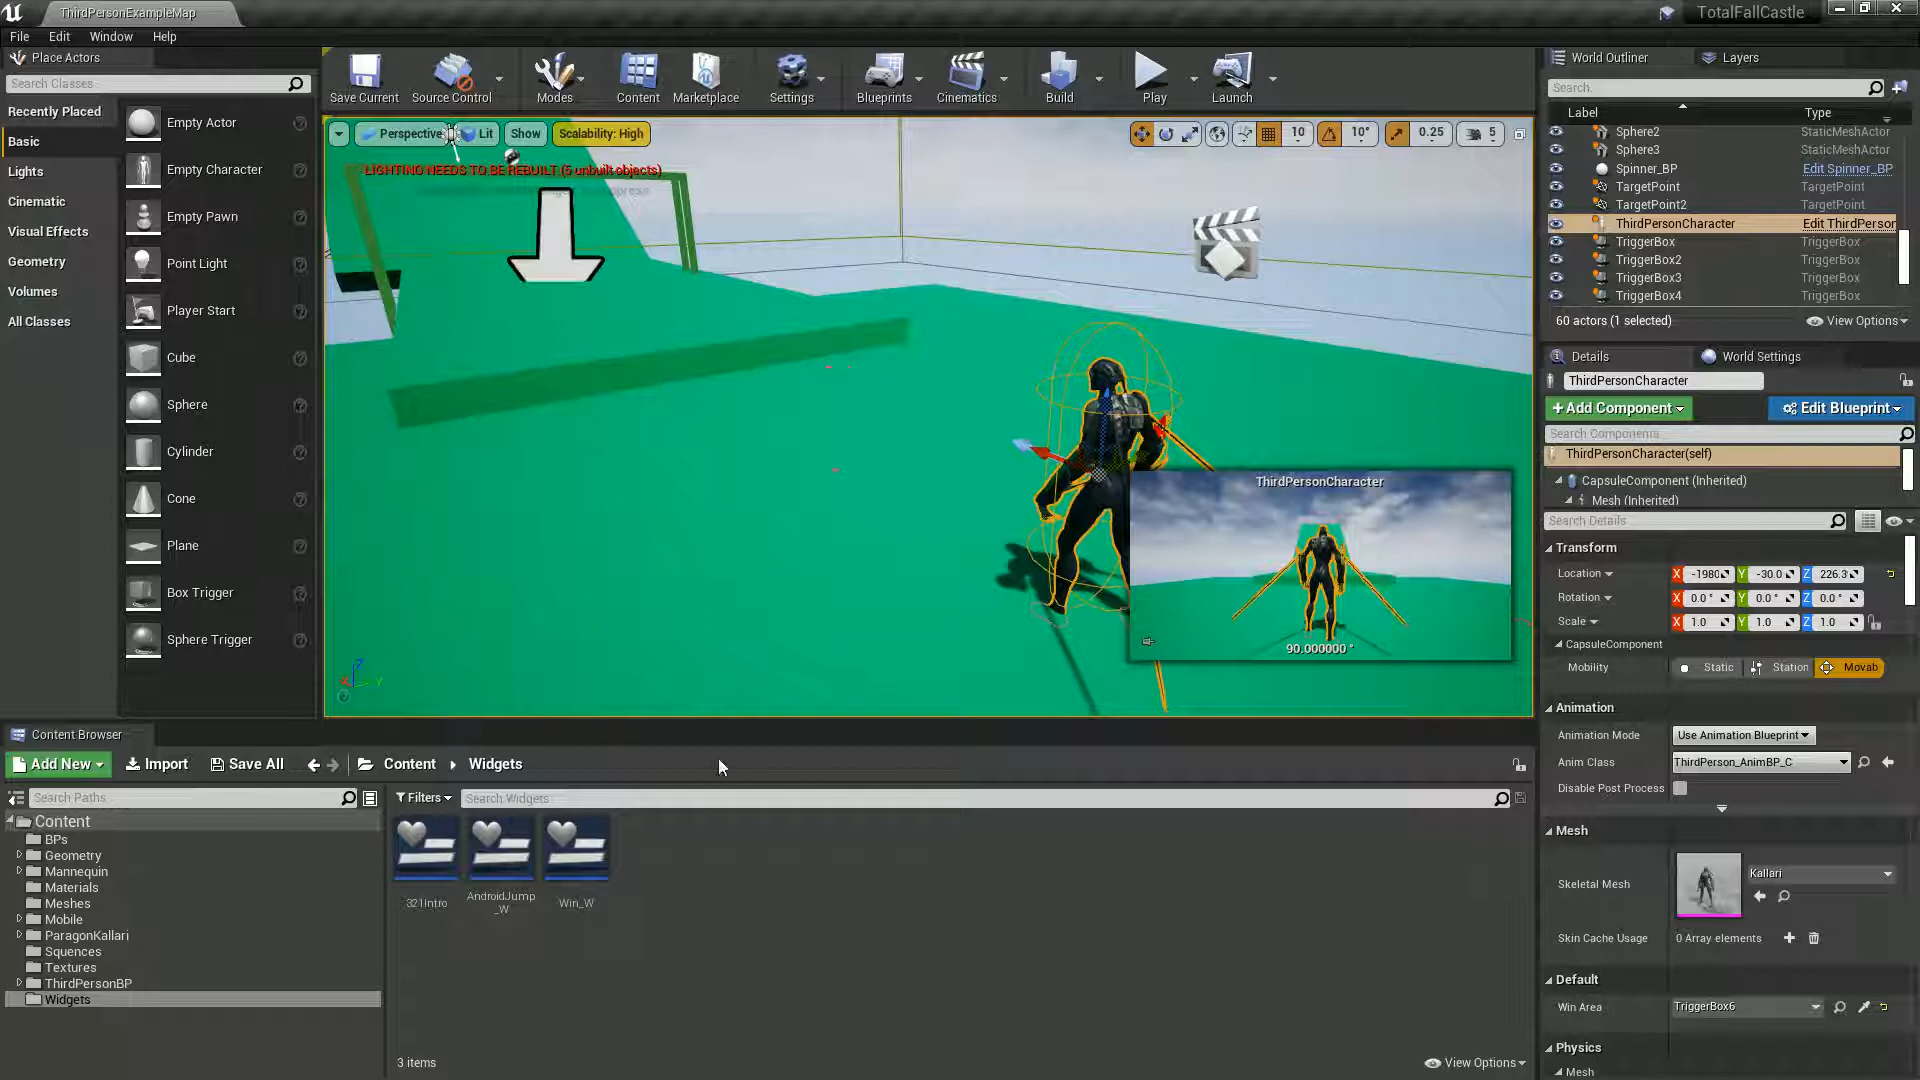 ThirdPersonExampleMap
TotalFallCastle
File Edit Window Help
Place Actors
Search Classes
Recently Placed
Basic
Lights
Cinematic
Visual Effects
Geometry
Volumes
All Classes
Empty Actor
Empty Character
Empty Pawn
Point Light
Player Start
Cube
Sphere
Cylinder
Cone
Plane
Box Trigger
Sphere Trigger
Save Current Source Control Modes Content Marketplace Settings Blueprints Cinematics Build Play Launch
Perspective Lit Show Scalability: High
10 10° 0.25 5
LIGHTING NEEDS TO BE REBUILT (5 unbuilt objects)
ThirdPersonCharacter
90.000000 °
World Outliner Layers
Search.
Label Type
Sphere2 StaticMeshActor
Sphere3 StaticMeshActor
Spinner_BP Edit Spinner_BP
TargetPoint TargetPoint
TargetPoint2 TargetPoint
ThirdPersonCharacter Edit ThirdPerson
TriggerBox TriggerBox
TriggerBox2 TriggerBox
TriggerBox3 TriggerBox
TriggerBox4 TriggerBox
60 actors (1 selected) View Options
Details World Settings
ThirdPersonCharacter
+Add Component Edit Blueprint
Search Components
ThirdPersonCharacter(self)
CapsuleComponent (Inherited)
Mesh (Inherited)
Search Details
Transform
Location X -1980 Y -30.0 Z 226.3
Rotation X 0.0 ° Y 0.0 ° Z 0.0 °
Scale X 1.0 Y 1.0 Z 1.0
CapsuleComponent
Mobility Static Station Movab
Animation
Animation Mode Use Animation Blueprint
Anim Class ThirdPerson_AnimBP_C
Disable Post Process
Mesh
Skeletal Mesh Kallari
Skin Cache Usage 0 Array elements
Default
Win Area TriggerBox6
Physics
Mesh
Content Browser
Add New Import Save All Content Widgets
Search Paths
Filters Search Widgets
Content
BPs
Geometry
Mannequin
Materials
Meshes
Mobile
ParagonKallari
Squences
Textures
ThirdPersonBP
Widgets
321Intro
AndroidJump
_W
Win_W
3 items View Options